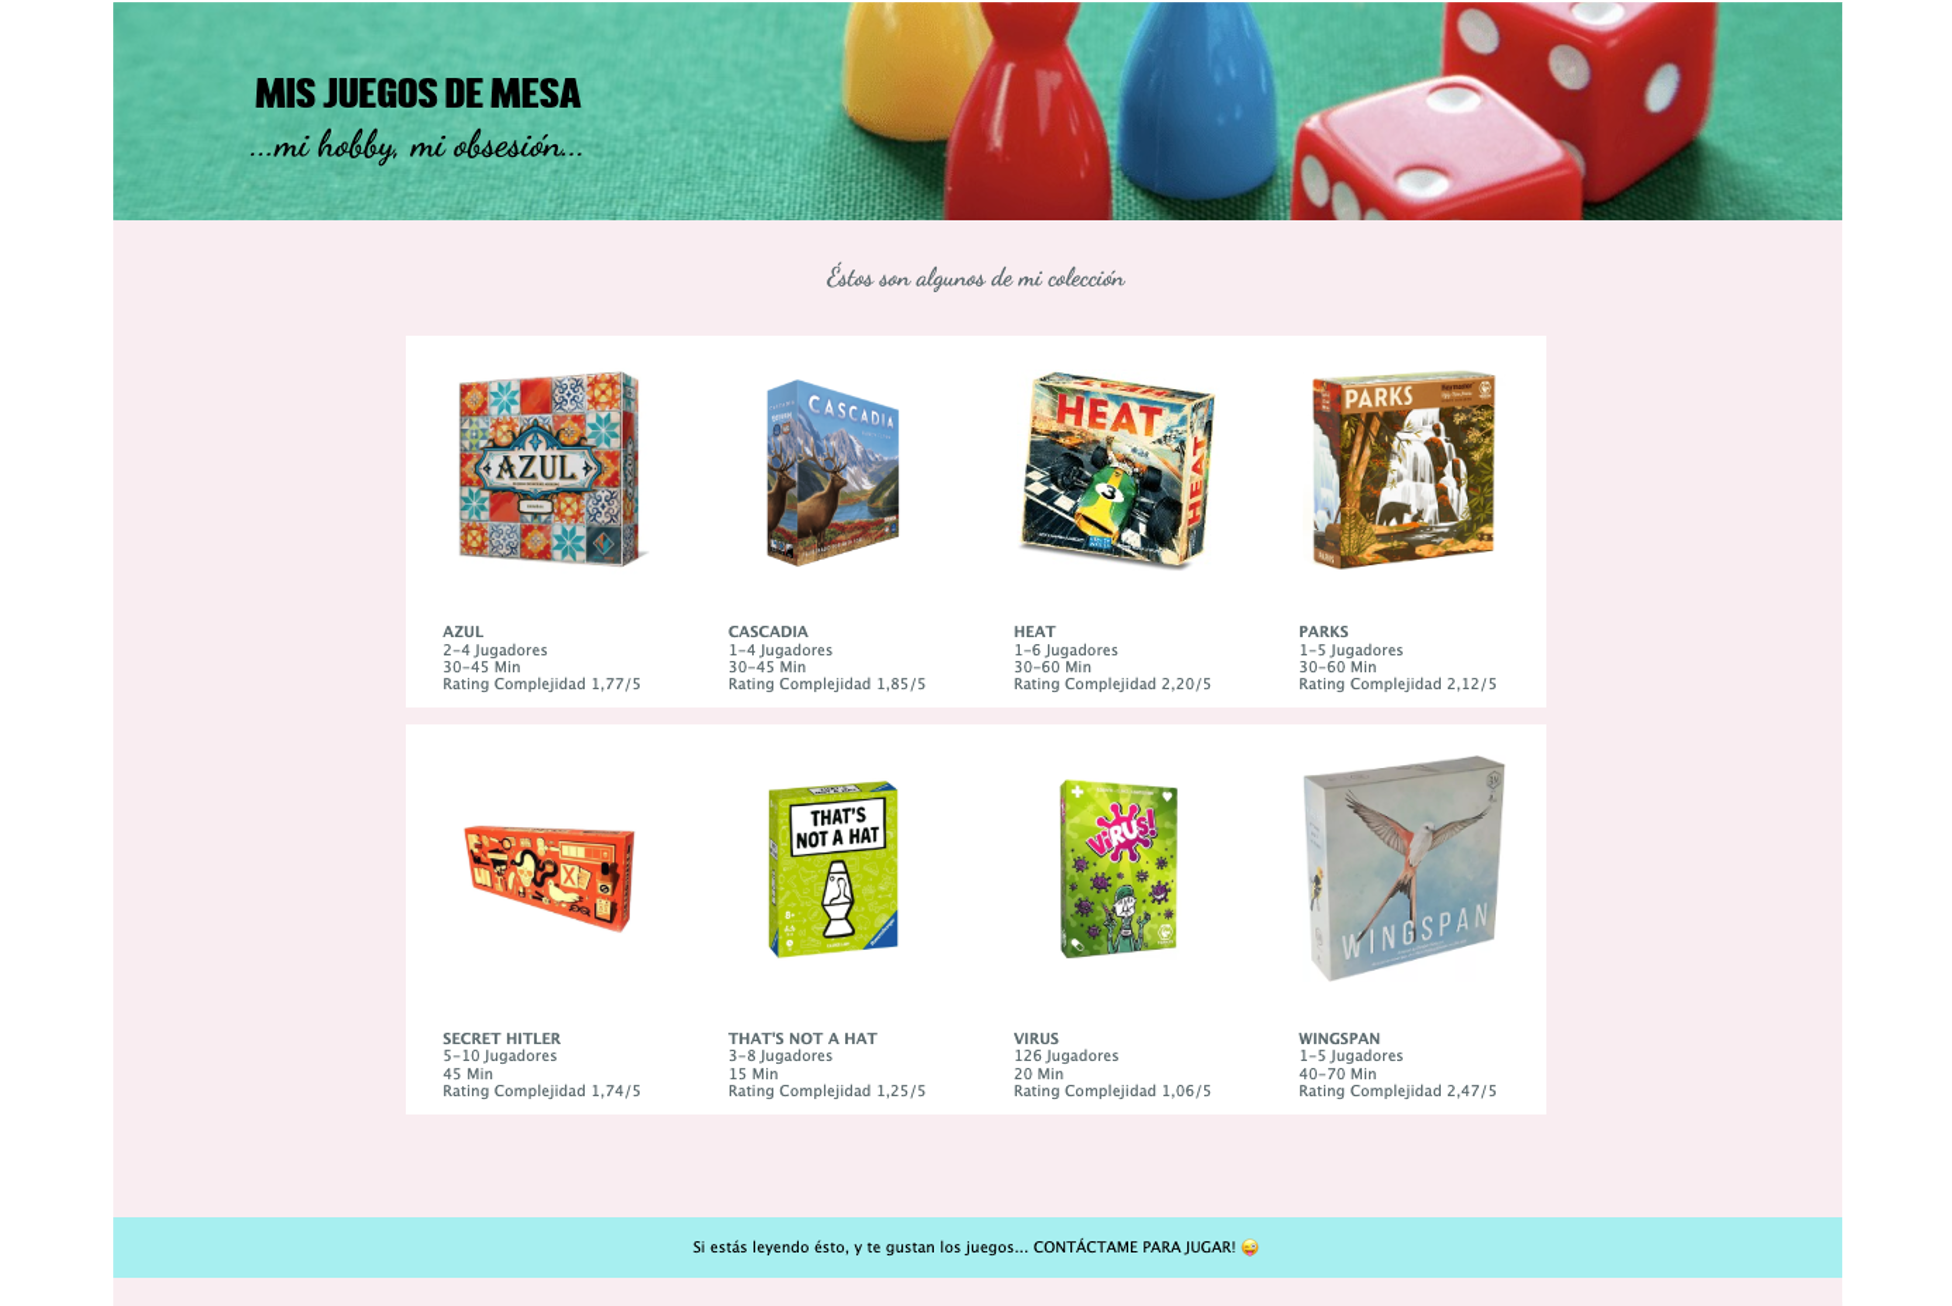 MIS JUEGOS DE MESA
...mi hobby, mi obsesión...
Éstos son algunos de mi colección
AZUL
CASCADIA
HEAT
HEAT
PARKS
PARKS
AZUL
2-4 Jugadores
30-45 Min
Rating Complejidad 1,77/5
CASCADIA
1-4 Jugadores
30-45 Min
Rating Complejidad 1,85/5
HEAT
1-6 Jugadores
30-60 Min
Rating Complejidad 2,20/5
PARKS
1-5 Jugadores
30-60 Min
Rating Complejidad 2,12/5
THAT'S
NOT A HAT
8+
Ravensburger
VIRUS!
WINGSPAN
SECRET HITLER
5-10 Jugadores
45 Min
Rating Complejidad 1,74/5
THAT'S NOT A HAT
3-8 Jugadores
15 Min
Rating Complejidad 1,25/5
VIRUS
126 Jugadores
20 Min
Rating Complejidad 1,06/5
WINGSPAN
1-5 Jugadores
40-70 Min
Rating Complejidad 2,47/5
Si estás leyendo ésto, y te gustan los juegos... CONTÁCTAME PARA JUGAR! 😜